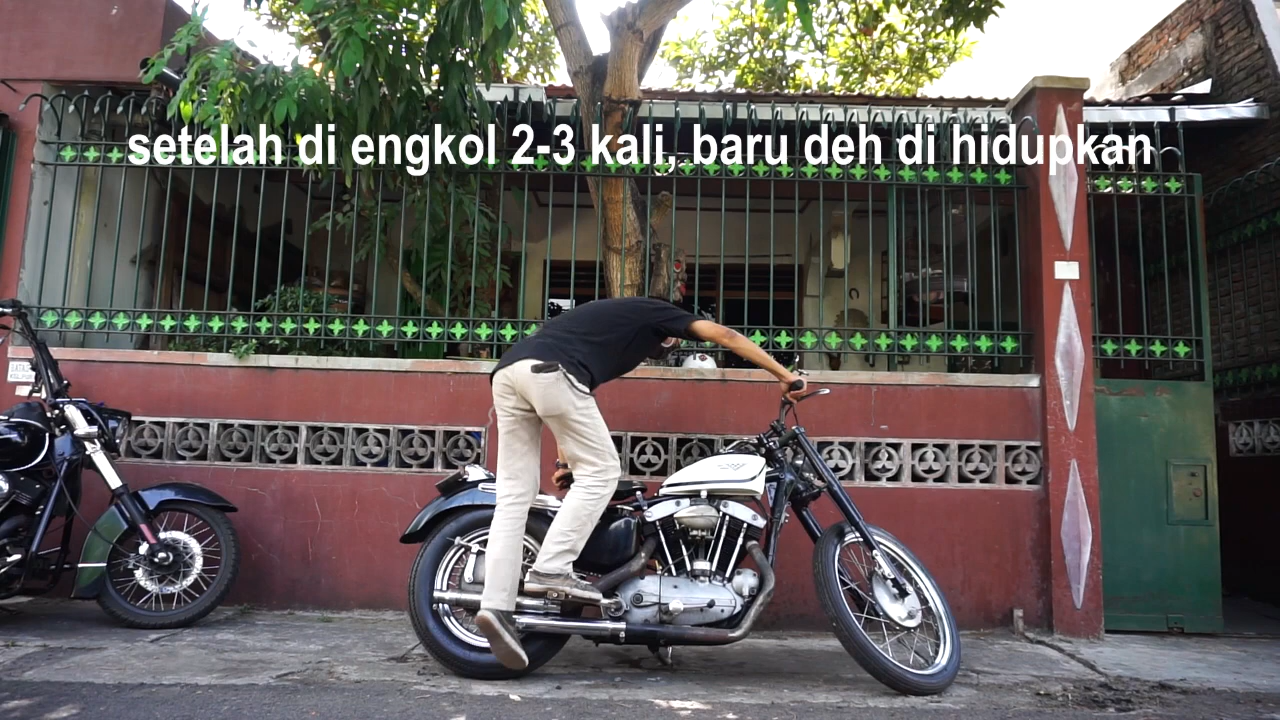 setelah di engkol 2-3 kali, baru deh di hidupkan